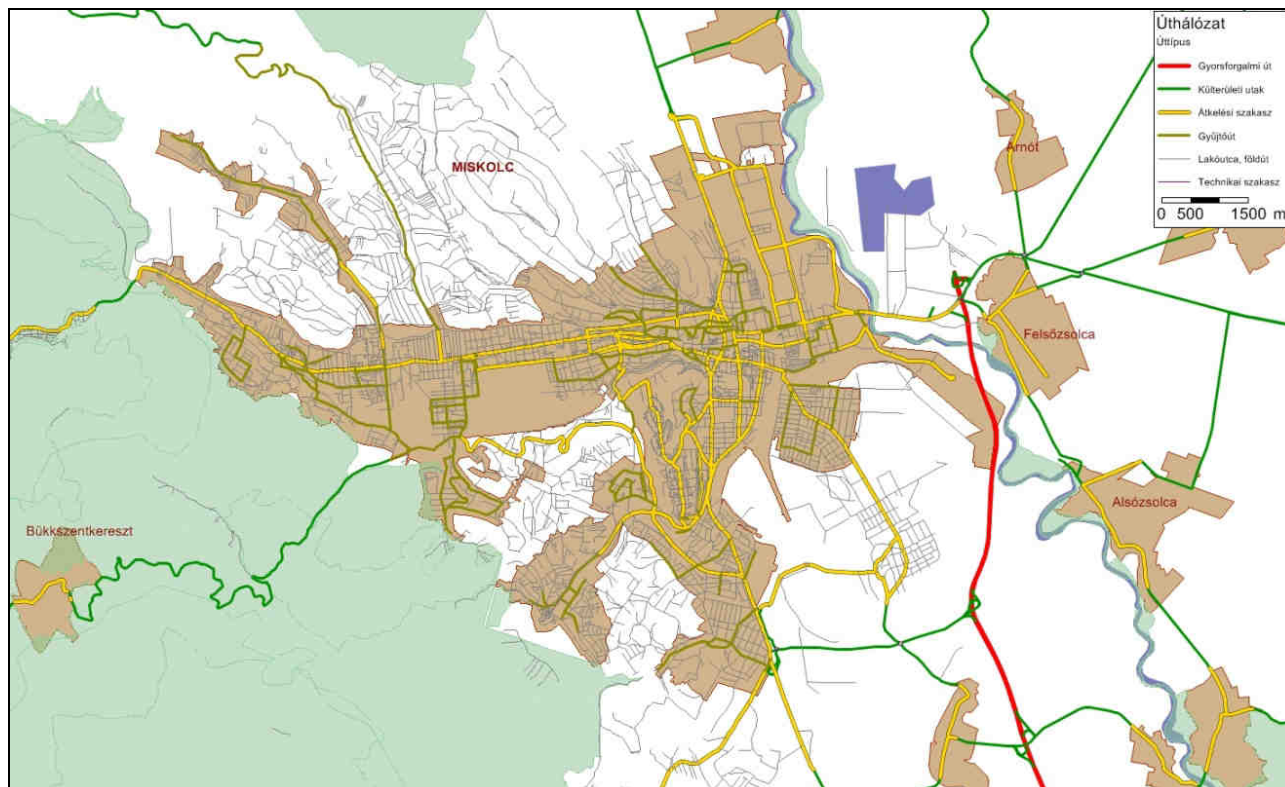 Úthálózat
Úttípus
Gyorsforgalmi út
Külterületi utak
Átkelési szakasz
Gyűjtőút
Lakóutca, földút
Technikai szakasz
0 500 1500 m
MISKOLC
Arnót
Felsőzsolca
Alsózsolca
Bükkszentkereszt